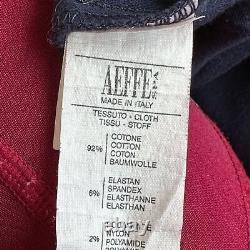 AEFFE SPA
MADE IN ITALY
TESSUTO - CLOTH
TISSU - STOFF
COTONE
92% COTTON
COTON
BAUMWOLLE
ELASTAN
6% SPANDEX
ELASTHANNE
ELASTHAN
NYLON
2% POLYAMIDE